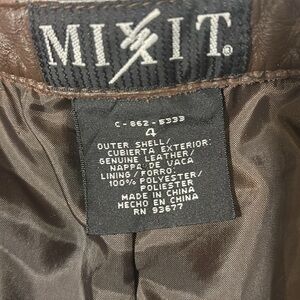 MIXIT®
C-862-5333
4
OUTER SHELL/
CUBIERTA EXTERIOR:
GENUINE LEATHER/
NAPPA DE VACA
LINING/FORRO:
100% POLYESTER/
POLIESTER
MADE IN CHINA
HECHO EN CHINA
RN 93677